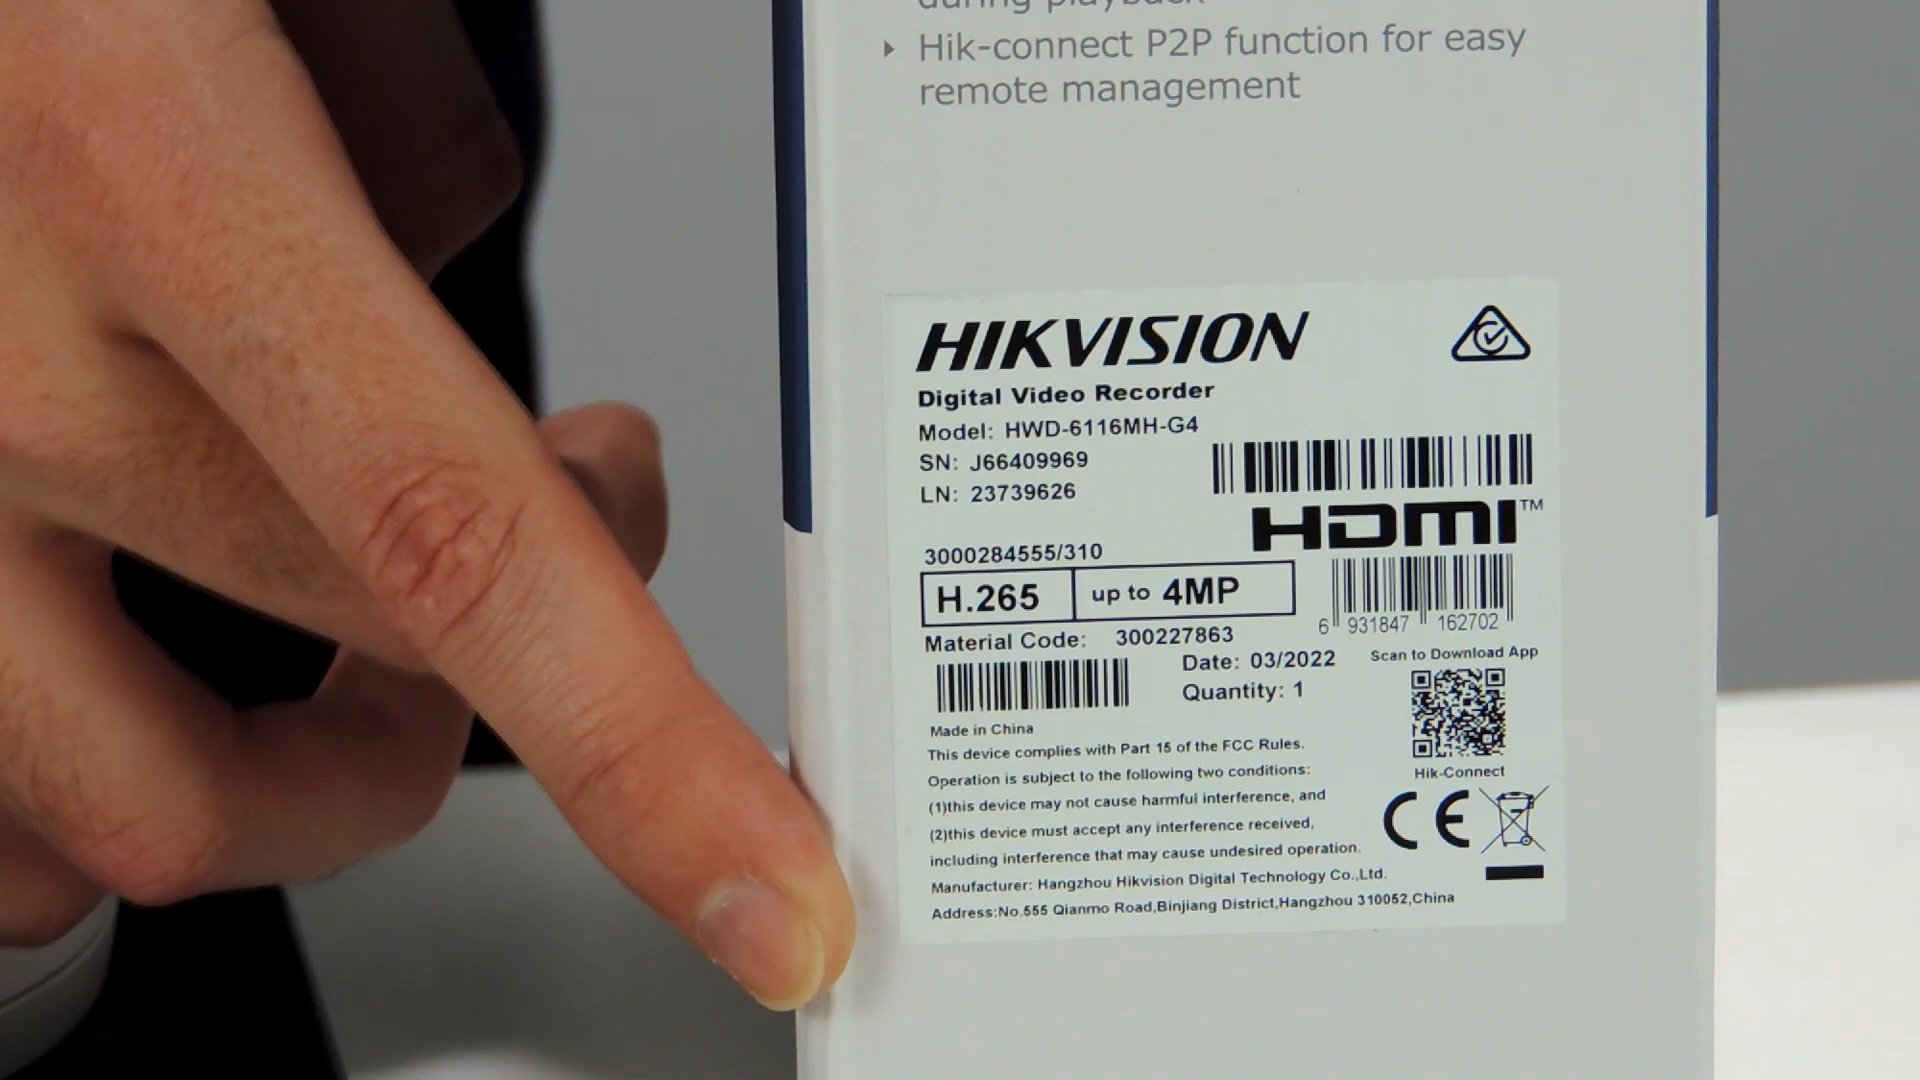 during playback
Hik-connect P2P function for easy
remote management
HIKVISION
Digital Video Recorder
Model: HWD-6116MH-G4
SN: J66409969
LN: 23739626
HDMI™
3000284555/310
H.265 up to 4MP
6 931847 162702
Material Code: 300227863
Date: 03/2022
Quantity: 1
Scan to Download App
Hik-Connect
Made in China
This device complies with Part 15 of the FCC Rules.
Operation is subject to the following two conditions:
(1)this device may not cause harmful interference, and
(2)this device must accept any interference received,
including interference that may cause undesired operation.
CE
Manufacturer: Hangzhou Hikvision Digital Technology Co.,Ltd.
Address:No.555 Qianmo Road,Binjiang District,Hangzhou 310052,China